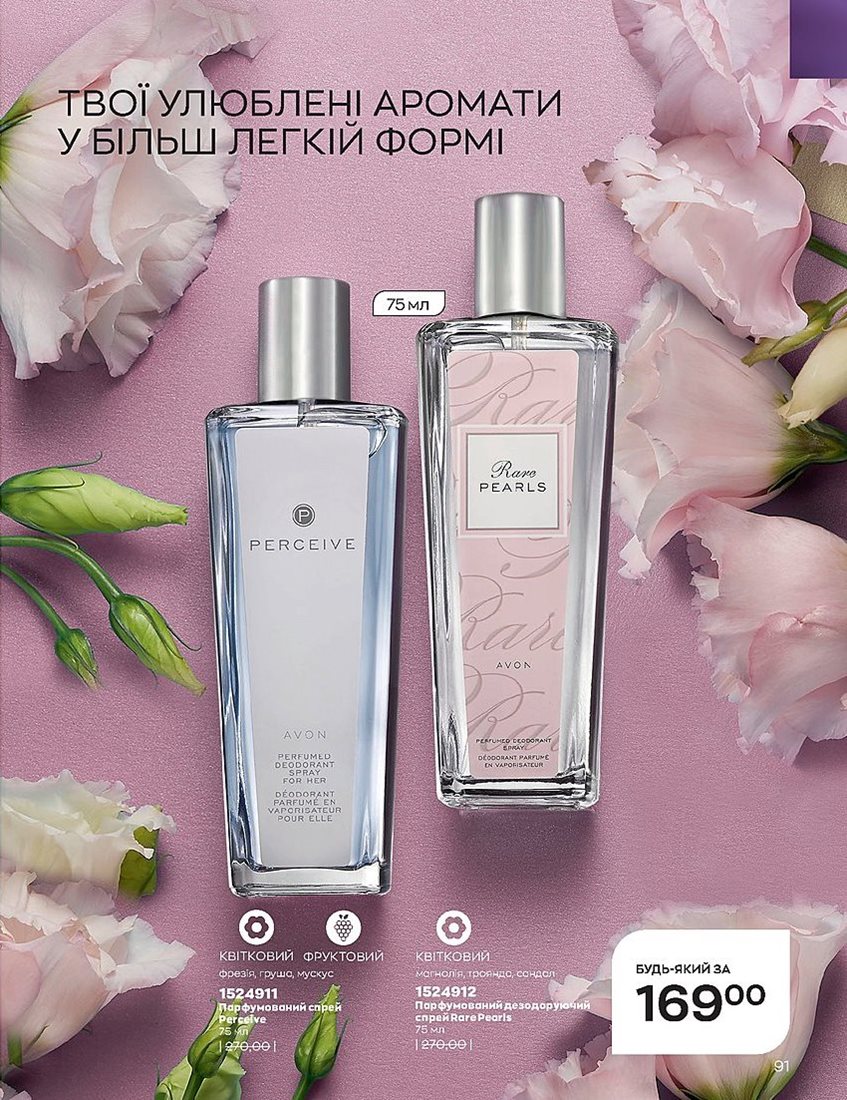 ТВОЇ УЛЮБЛЕНІ АРОМАТИ
У БІЛЬШ ЛЕГКІЙ ФОРМІ
75 МЛ
Rare
PEARLS
P
PERCEIVE
AVON
PERFUMED DEODORANT
SPRAY
DÉODORANT PARFUMÉ
EN VAPORISATEUR
AVON
PERFUMED
DEODORANT
SPRAY
FOR HER
DÉODORANT
PARFUMÉ EN
VAPORISATEUR
POUR ELLE
КВІТКОВИЙ ФРУКТОВИЙ
фрезія, груша, мускус
1524911
Парфумований спрей
Perceive
75 мл
| 270,00 |
КВІТКОВИЙ
магнолія, троянда, сандал
1524912
Парфумований дезодоруючий
спрей Rare Pearls
75 мл
| 270,00 |
БУДЬ-ЯКИЙ ЗА
169⁰⁰
91